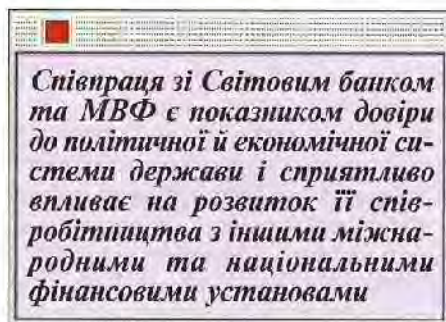 Співпраця зі Світовим банком
та МВФ є показником довіри
до політичної й економічної си-
стеми держави і сприятливо
впливає на розвиток її спів-
робітництва з іншими міжна-
родними та національними
фінансовими установами